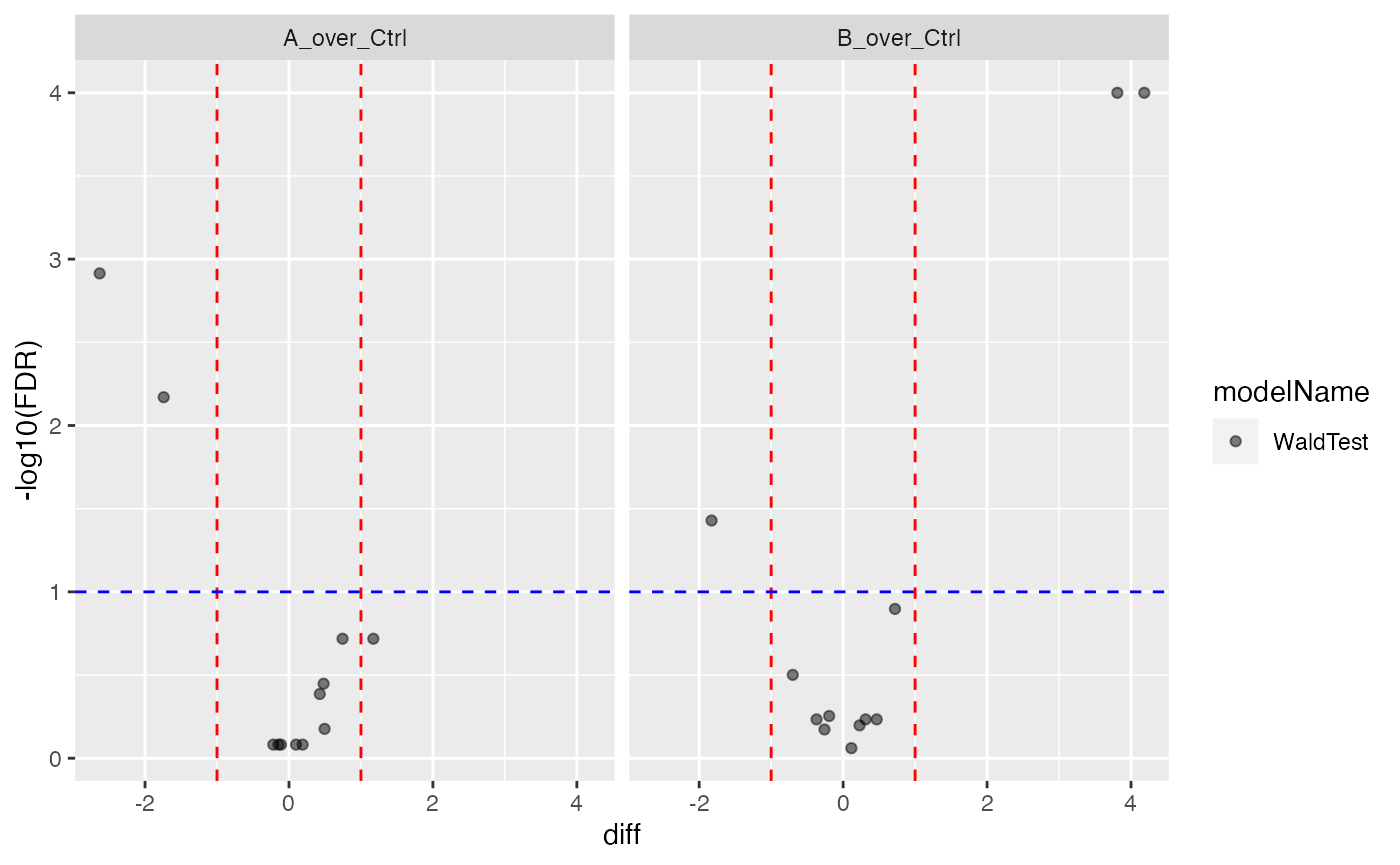 A_over_Ctrl B_over_Ctrl
4
3
2
1
0
-log10(FDR)
-2 0 2 4 -2 0 2 4
diff
modelName
WaldTest